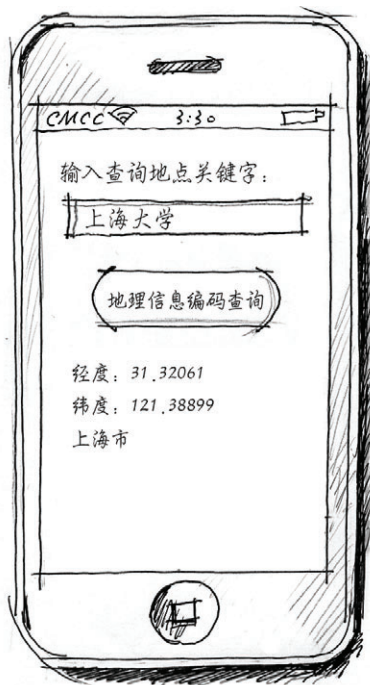 CMCC 3:30
输入查询地点关键字:
上海大学
地理信息编码查询
经度: 31.32061
纬度: 121.38899
上海市